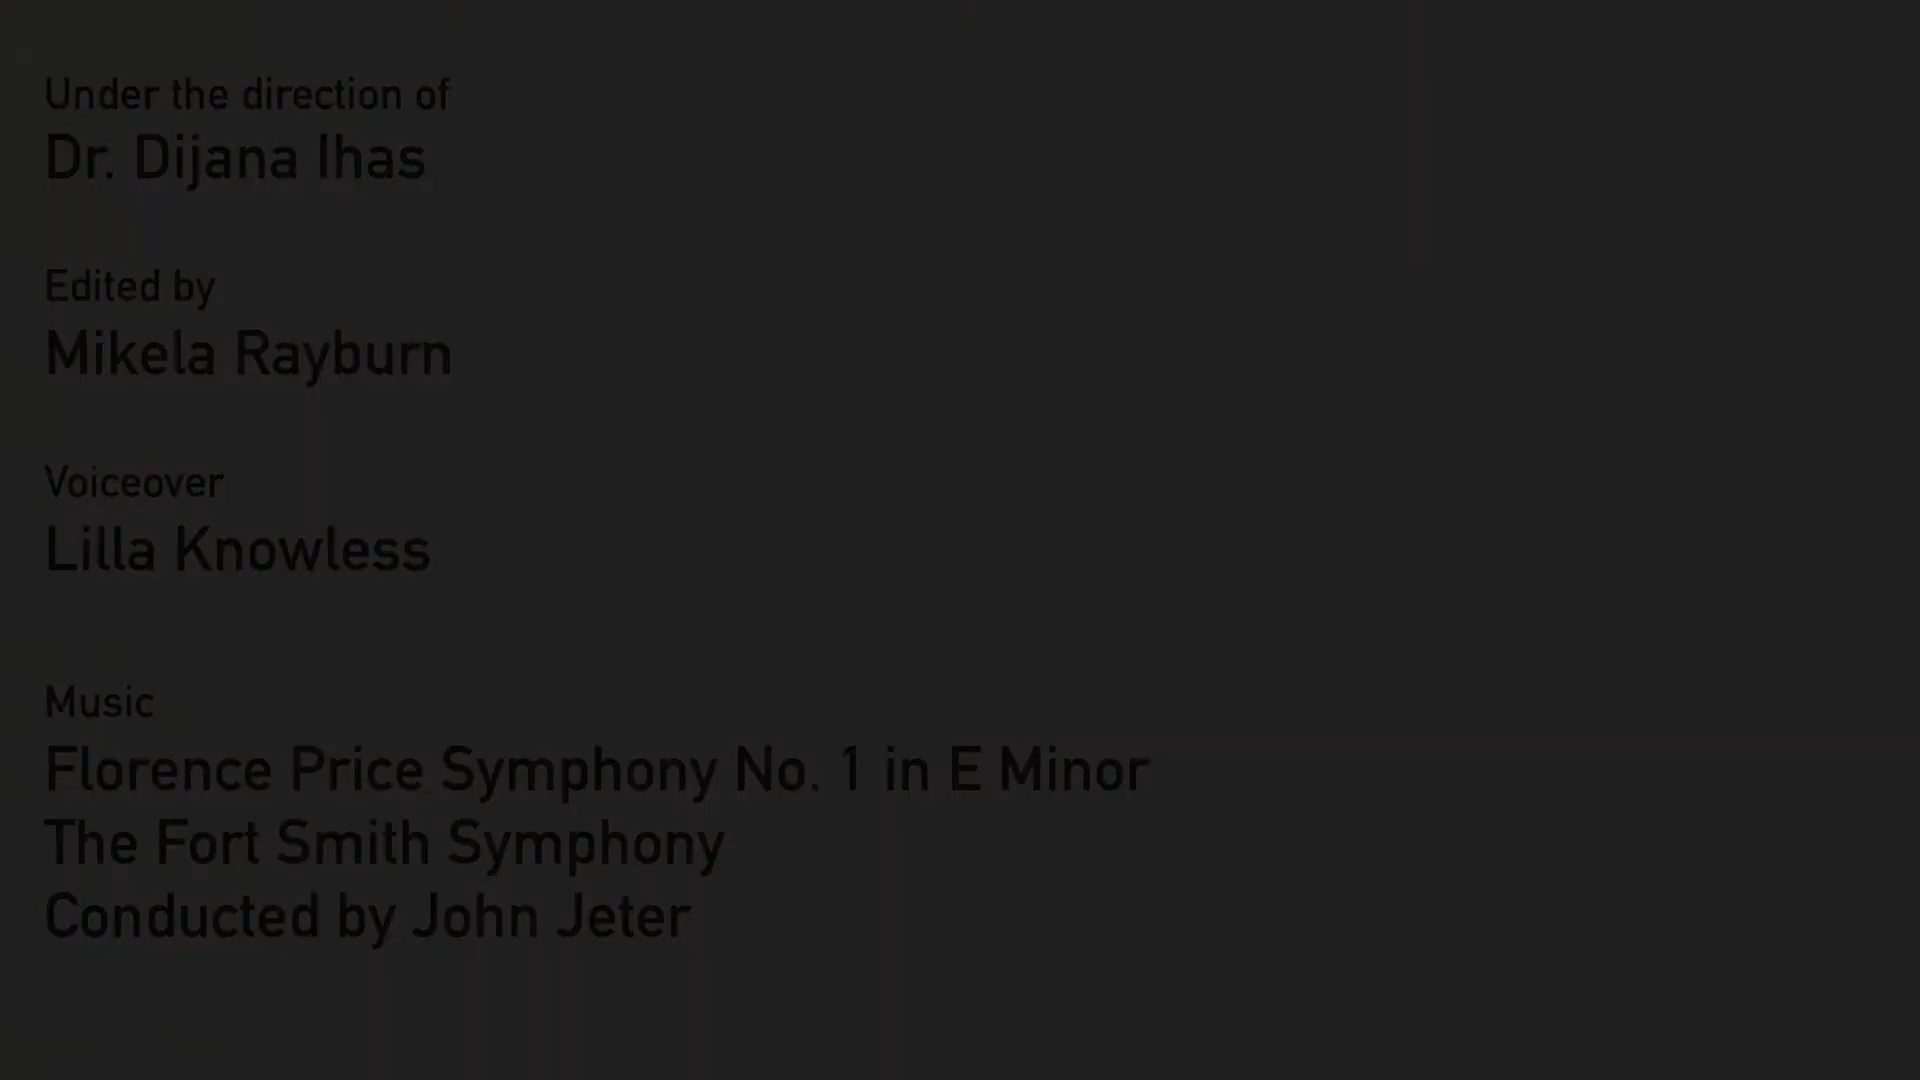 Under the direction of
Dr. Dijana Ihas
Edited by
Mikela Rayburn
Voiceover
Lilla Knowless
Music
Florence Price Symphony No. 1 in E Minor
The Fort Smith Symphony
Conducted by John Jeter